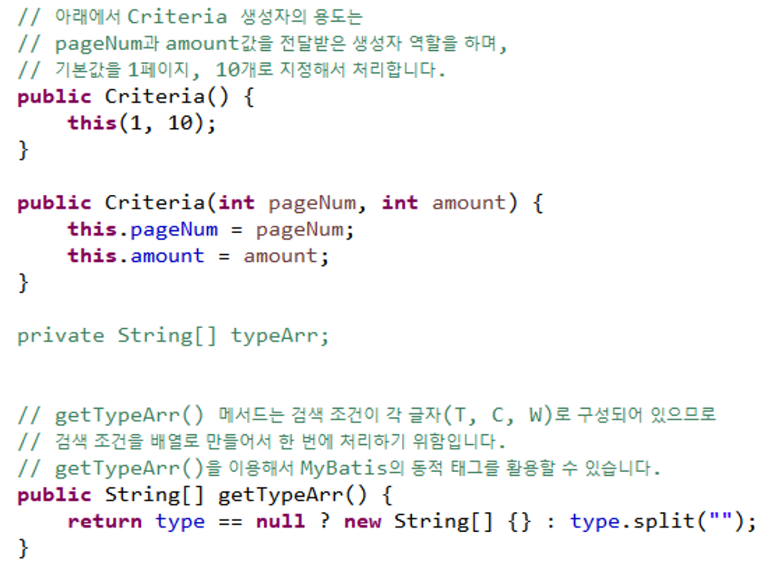 // 아래에서 Criteria 생성자의 용도는
// pageNum과 amount값을 전달받은 생성자 역할을 하며,
// 기본값을 1페이지, 10개로 지정해서 처리합니다.
public Criteria() {
    this(1, 10);
}

public Criteria(int pageNum, int amount) {
    this.pageNum = pageNum;
    this.amount = amount;
}

private String[] typeArr;

// getTypeArr() 메서드는 검색 조건이 각 글자(T, C, W)로 구성되어 있으므로
// 검색 조건을 배열로 만들어서 한 번에 처리하기 위함입니다.
// getTypeArr()을 이용해서 MyBatis의 동적 태그를 활용할 수 있습니다.
public String[] getTypeArr() {
    return type == null ? new String[] {} : type.split("");
}